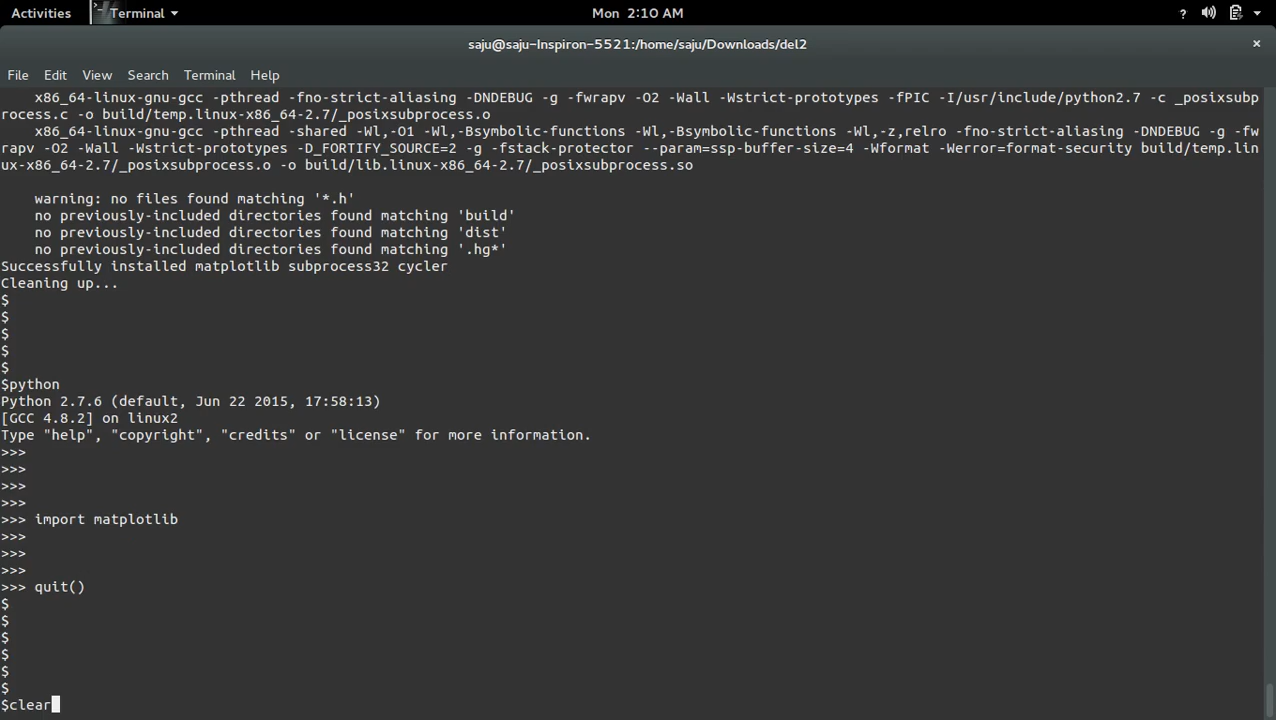 Activities Terminal Mon 2:10 AM ?
saju@saju-Inspiron-5521:/home/saju/Downloads/del2 ×
File Edit View Search Terminal Help
x86_64-linux-gnu-gcc -pthread -fno-strict-aliasing -DNDEBUG -g -fwrapv -O2 -Wall -Wstrict-prototypes -fPIC -I/usr/include/python2.7 -c _posixsubp
rocess.c -o build/temp.linux-x86_64-2.7/_posixsubprocess.o
x86_64-linux-gnu-gcc -pthread -shared -Wl,-O1 -Wl,-Bsymbolic-functions -Wl,-Bsymbolic-functions -Wl,-z,relro -fno-strict-aliasing -DNDEBUG -g -fw
rapv -O2 -Wall -Wstrict-prototypes -D_FORTIFY_SOURCE=2 -g -fstack-protector --param=ssp-buffer-size=4 -Wformat -Werror=format-security build/temp.lin
ux-x86_64-2.7/_posixsubprocess.o -o build/lib.linux-x86_64-2.7/_posixsubprocess.so
warning: no files found matching '*.h'
no previously-included directories found matching 'build'
no previously-included directories found matching 'dist'
no previously-included directories found matching '.hg*'
Successfully installed matplotlib subprocess32 cycler
Cleaning up...
$
$
$
$
$
$python
Python 2.7.6 (default, Jun 22 2015, 17:58:13)
[GCC 4.8.2] on linux2
Type "help", "copyright", "credits" or "license" for more information.
>>>
>>>
>>>
>>>
>>> import matplotlib
>>>
>>>
>>>
>>> quit()
$
$
$
$
$
$
$clear